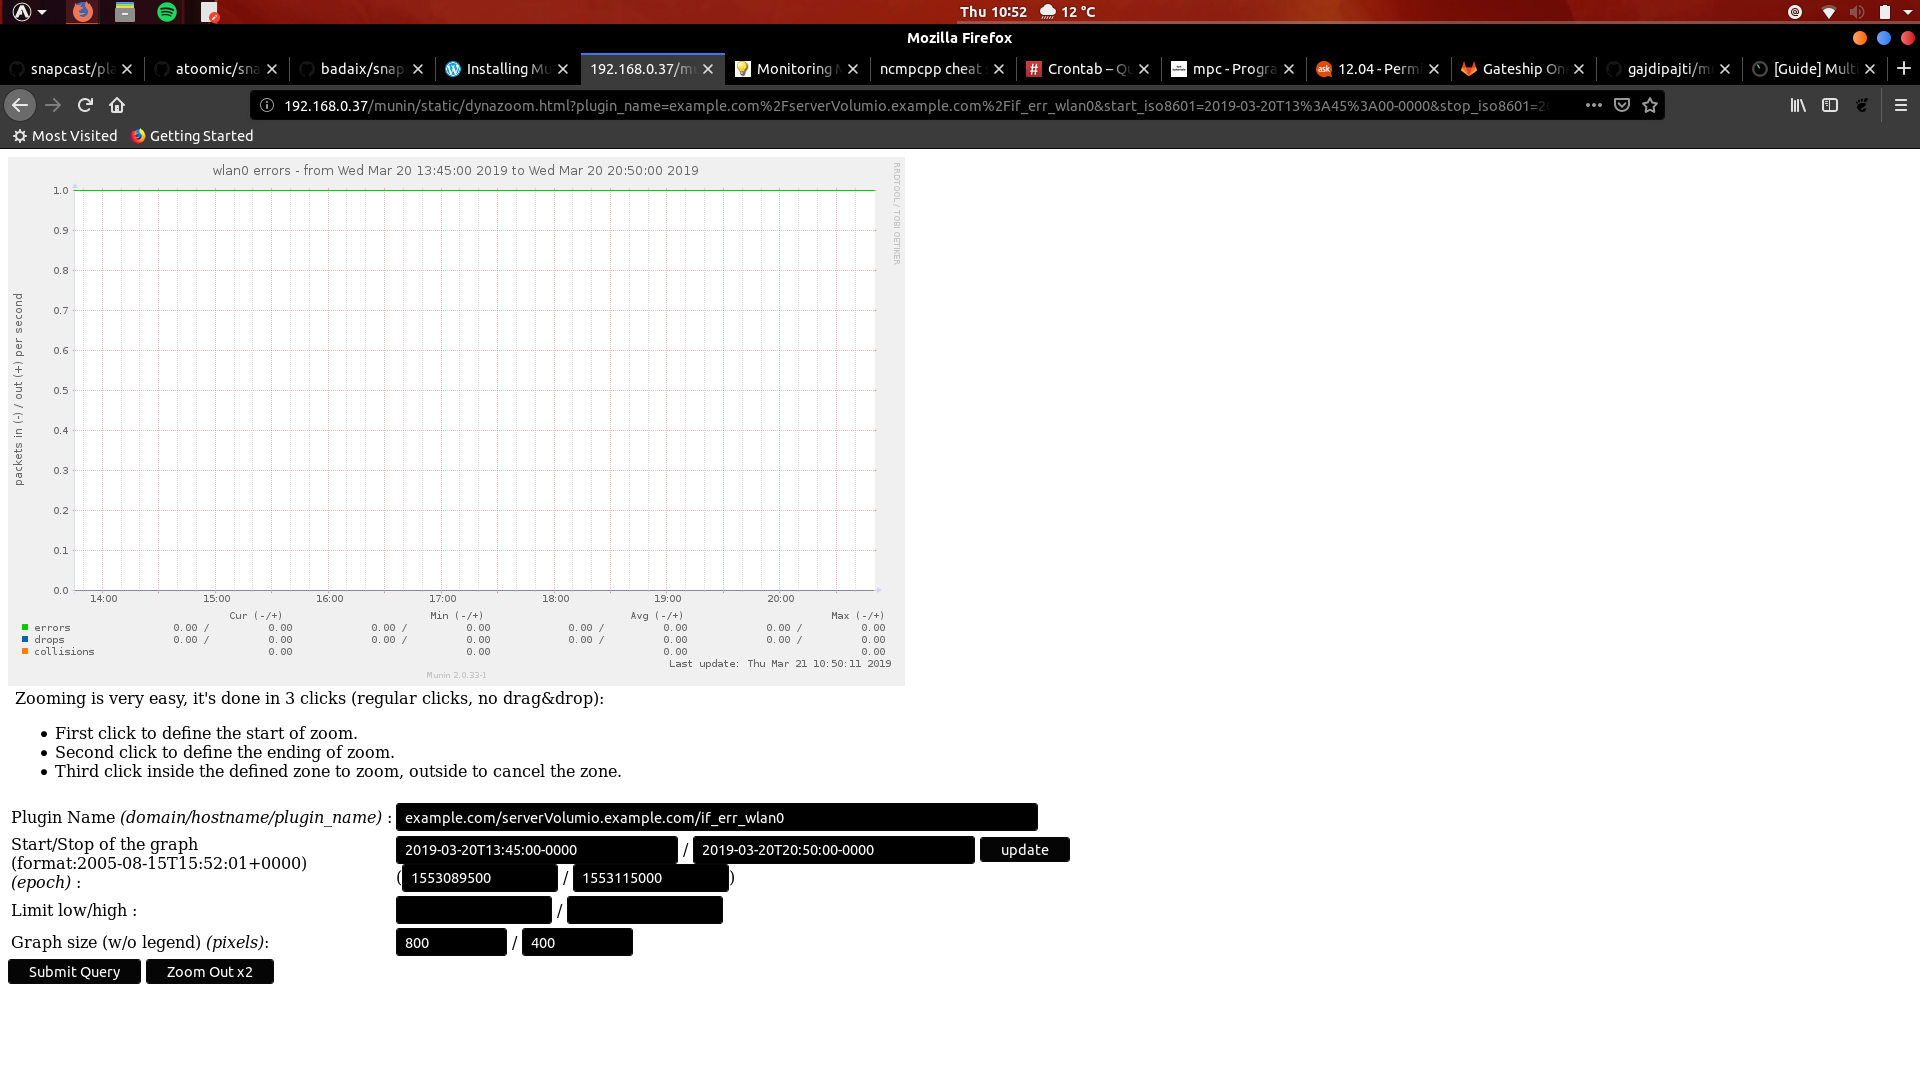 Thu 10:52 12 °C
Mozilla Firefox
snapcast/pla atoomic/sna badaix/snap Installing Mu 192.168.0.37/mu Monitoring M ncmpcpp cheat Crontab – Qu mpc - Progra 12.04 - Permi Gateship One gajdipajti/m [Guide] Multi
192.168.0.37/munin/static/dynazoom.html?plugin_name=example.com%2FserverVolumio.example.com%2Fif_err_wlan0&start_iso8601=2019-03-20T13%3A45%3A00-0000&stop_iso8601=20
Most Visited Getting Started
wlan0 errors - from Wed Mar 20 13:45:00 2019 to Wed Mar 20 20:50:00 2019
RRDTOOL / TOBI OETIKER
packets in (-) / out (+) per second
1.0
0.9
0.8
0.7
0.6
0.5
0.4
0.3
0.2
0.1
0.0
14:00 15:00 16:00 17:00 18:00 19:00 20:00
Cur (-/+) Min (-/+) Avg (-/+) Max (-/+)
errors 0.00 / 0.00 0.00 / 0.00 0.00 / 0.00 0.00 / 0.00
drops 0.00 / 0.00 0.00 / 0.00 0.00 / 0.00 0.00 / 0.00
collisions 0.00 0.00 0.00 0.00
Last update: Thu Mar 21 10:50:11 2019
Munin 2.0.33-1
Zooming is very easy, it's done in 3 clicks (regular clicks, no drag&drop):
First click to define the start of zoom.
Second click to define the ending of zoom.
Third click inside the defined zone to zoom, outside to cancel the zone.
Plugin Name (domain/hostname/plugin_name) : example.com/serverVolumio.example.com/if_err_wlan0
Start/Stop of the graph
(format:2005-08-15T15:52:01+0000)
(epoch) :
2019-03-20T13:45:00-0000 / 2019-03-20T20:50:00-0000 update
(1553089500 / 1553115000)
Limit low/high : /
Graph size (w/o legend) (pixels): 800 / 400
Submit Query Zoom Out x2